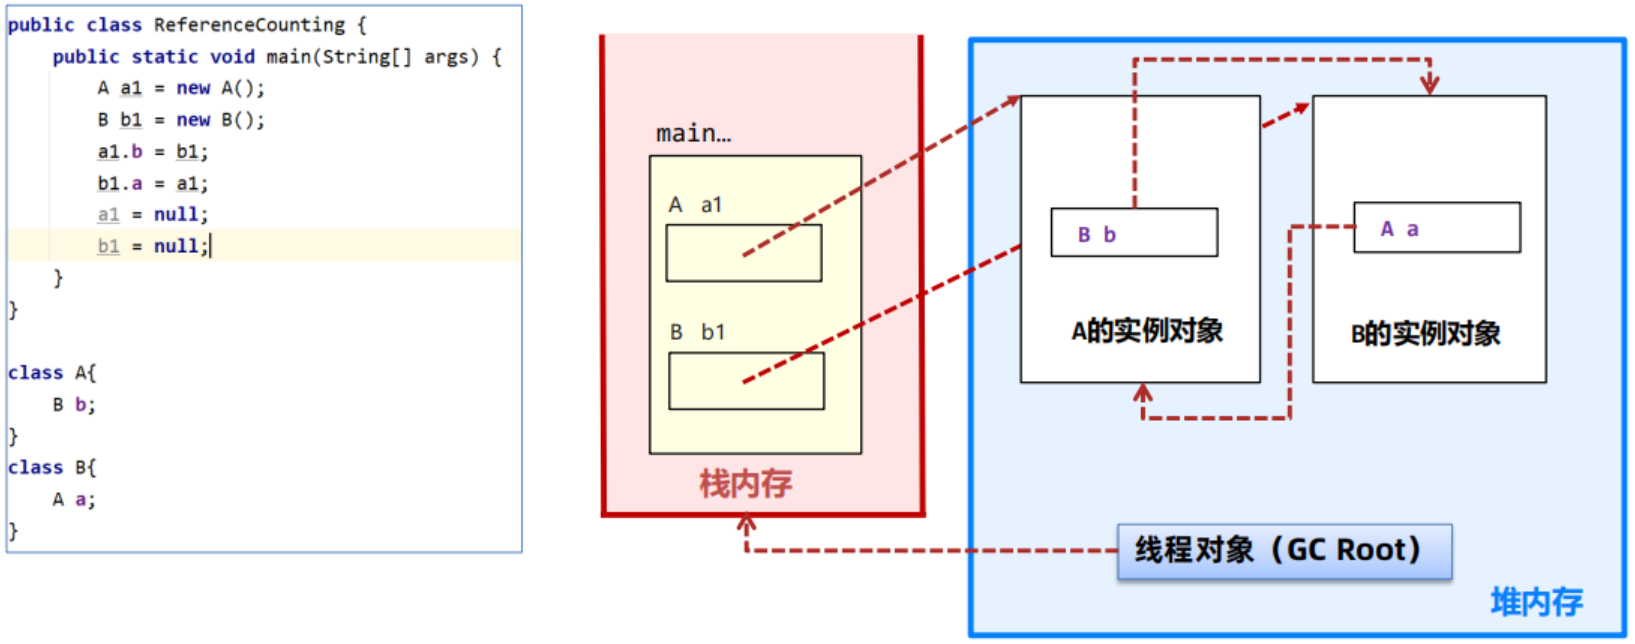 public class ReferenceCounting {
    public static void main(String[] args) {
        A a1 = new A();
        B b1 = new B();
        a1.b = b1;
        b1.a = a1;
        a1 = null;
        b1 = null;
    }
}
class A{
    B b;
}
class B{
    A a;
}
main…
A a1
B b1
栈内存
B b
A的实例对象
A a
B的实例对象
线程对象（GC Root）
堆内存